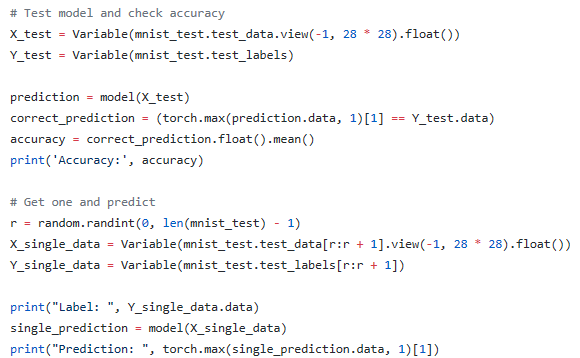 # Test model and check accuracy
X_test = Variable(mnist_test.test_data.view(-1, 28 * 28).float())
Y_test = Variable(mnist_test.test_labels)
prediction = model(X_test)
correct_prediction = (torch.max(prediction.data, 1)[1] == Y_test.data)
accuracy = correct_prediction.float().mean()
print('Accuracy:', accuracy)
# Get one and predict
r = random.randint(0, len(mnist_test) - 1)
X_single_data = Variable(mnist_test.test_data[r:r + 1].view(-1, 28 * 28).float())
Y_single_data = Variable(mnist_test.test_labels[r:r + 1])
print("Label: ", Y_single_data.data)
single_prediction = model(X_single_data)
print("Prediction: ", torch.max(single_prediction.data, 1)[1])